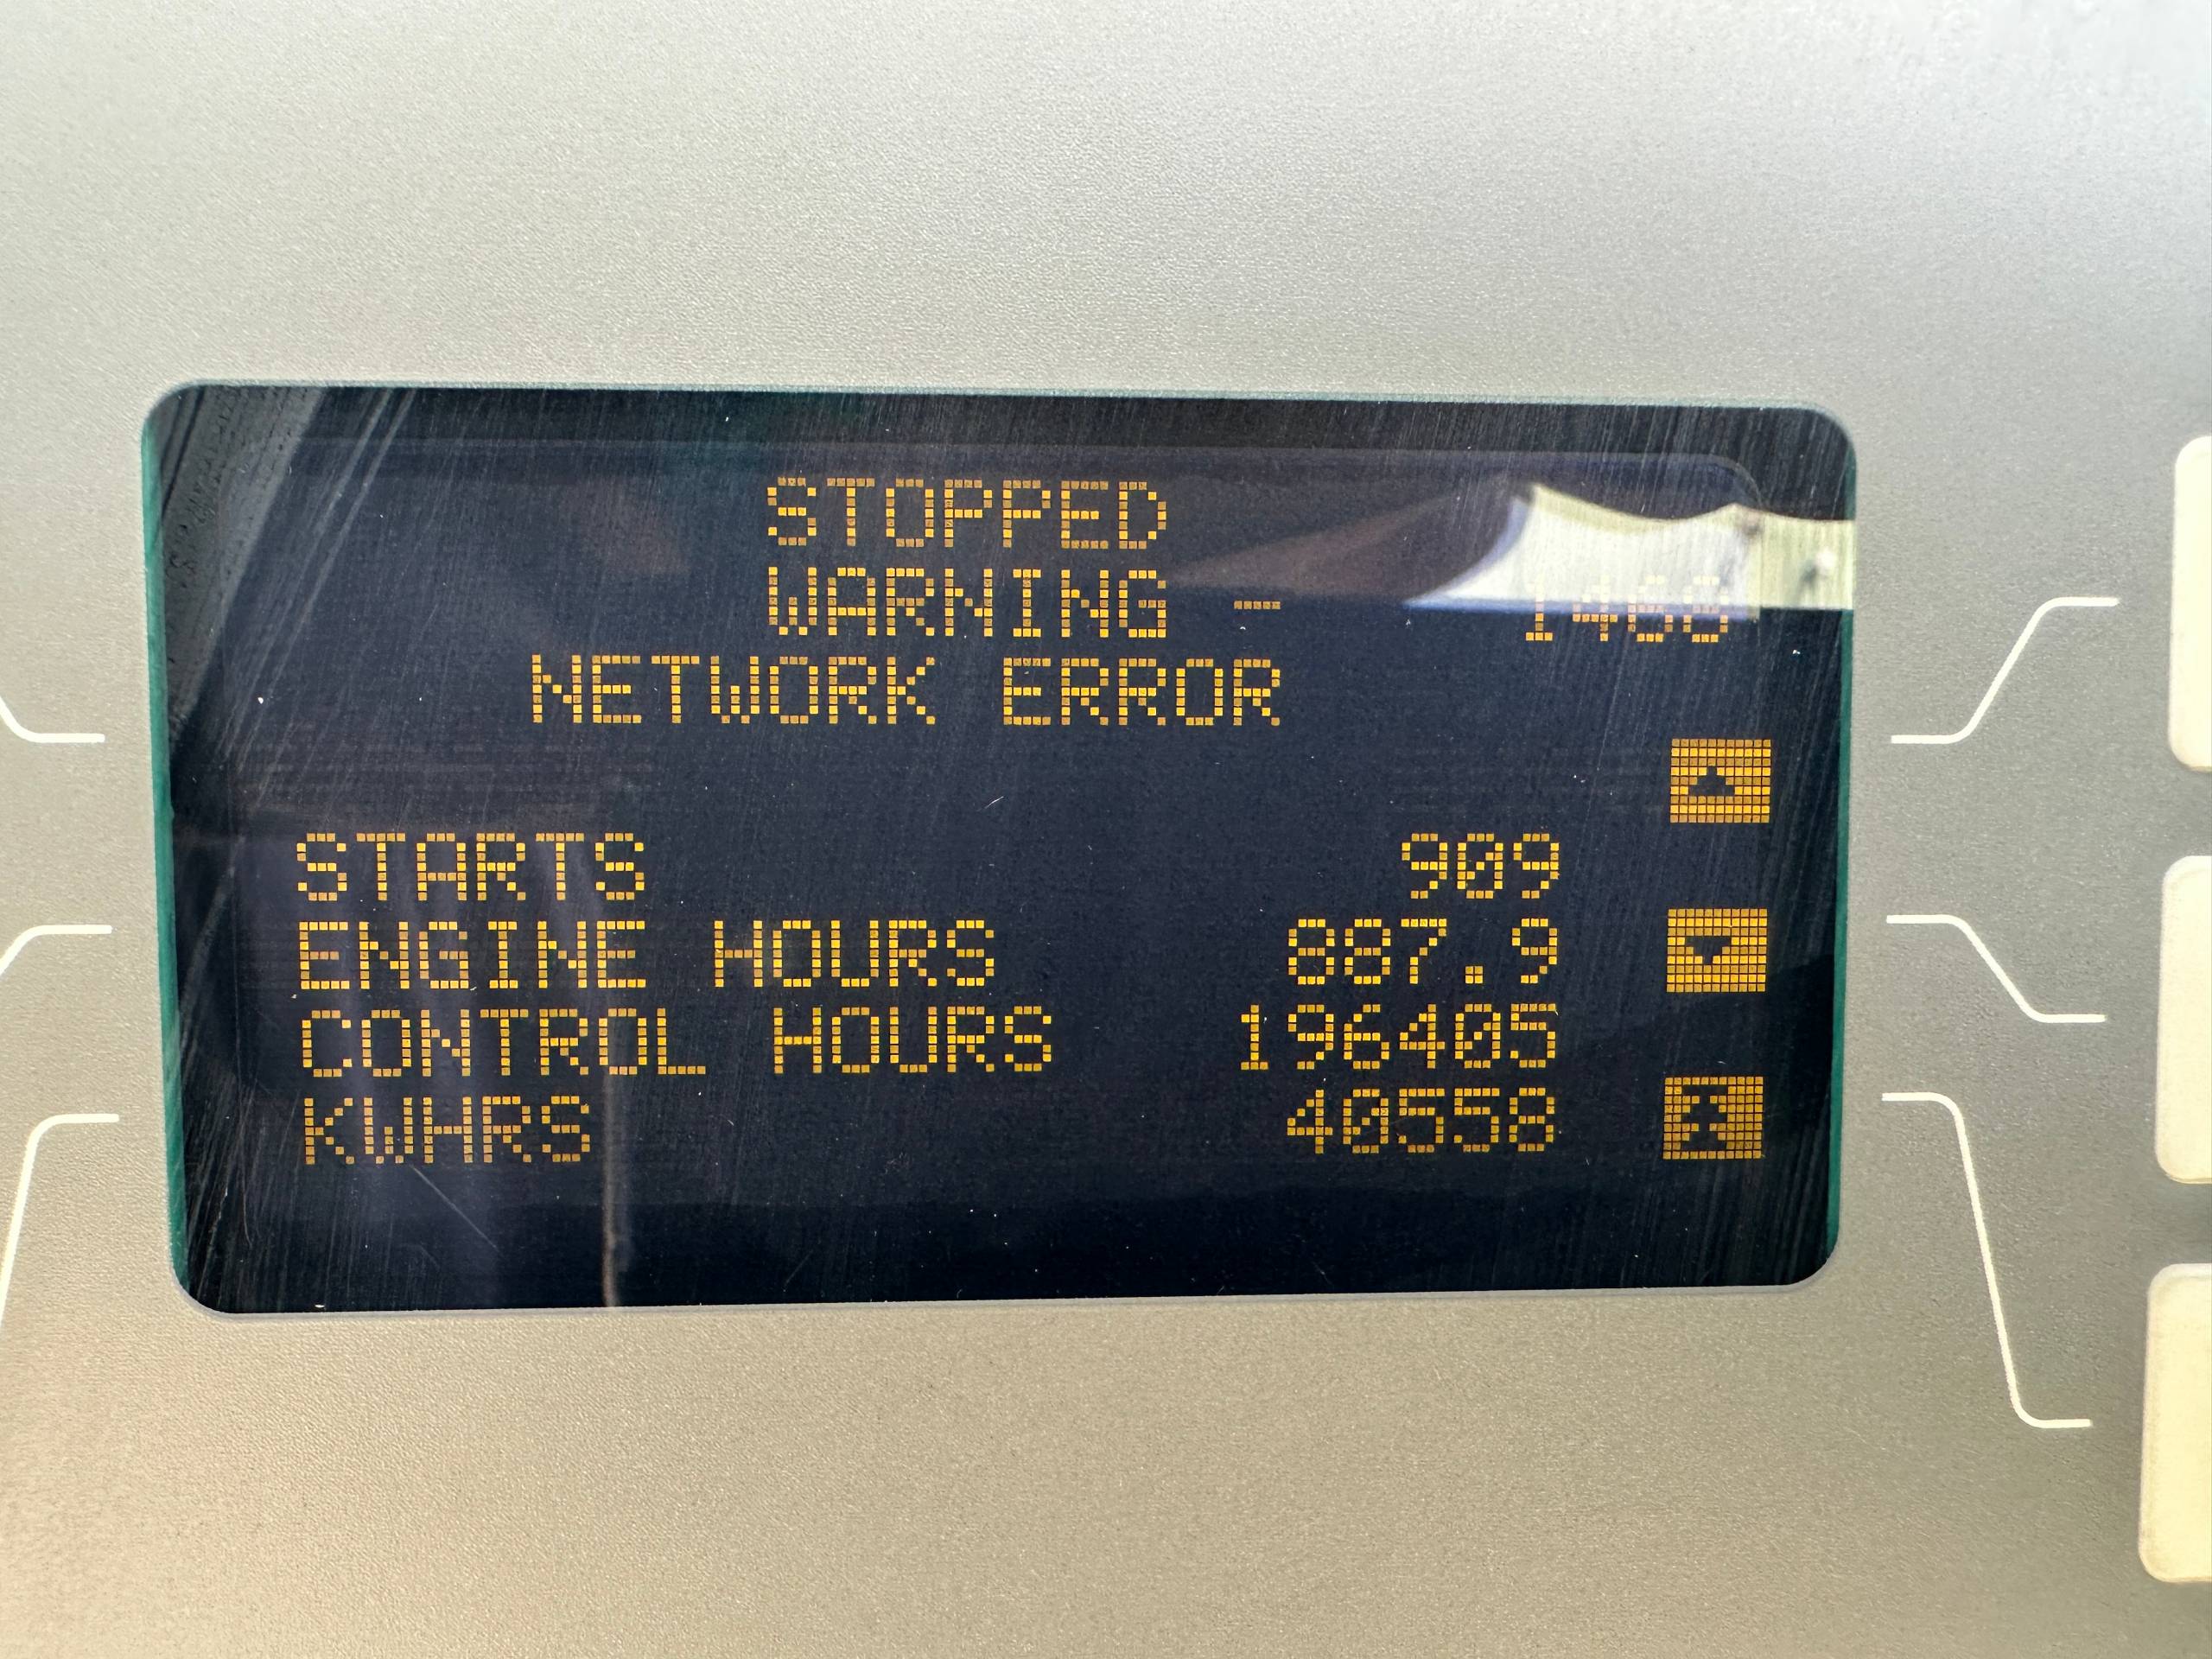 STOPPED
WARNING -
NETWORK ERROR
STARTS 909
ENGINE HOURS 887.9
CONTROL HOURS 196405
KWHRS 40558